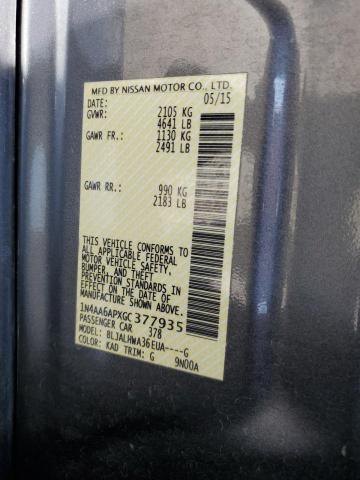 MFD BY NISSAN MOTOR CO., LTD.
DATE: 05/15
GVWR: 2105 KG
4641 LB
GAWR FR.: 1130 KG
2491 LB
GAWR RR.: 990 KG
2183 LB
THIS VEHICLE CONFORMS TO
ALL APPLICABLE FEDERAL
MOTOR VEHICLE SAFETY,
BUMPER, AND THEFT
PREVENTION STANDARDS IN
EFFECT ON THE DATE OF
MANUFACTURE SHOWN ABOVE.
1N4AA6APXGC377935
PASSENGER CAR 378
MODEL: BLJALHWA36EUA----G
COLOR: KAD TRIM: G 9N00A